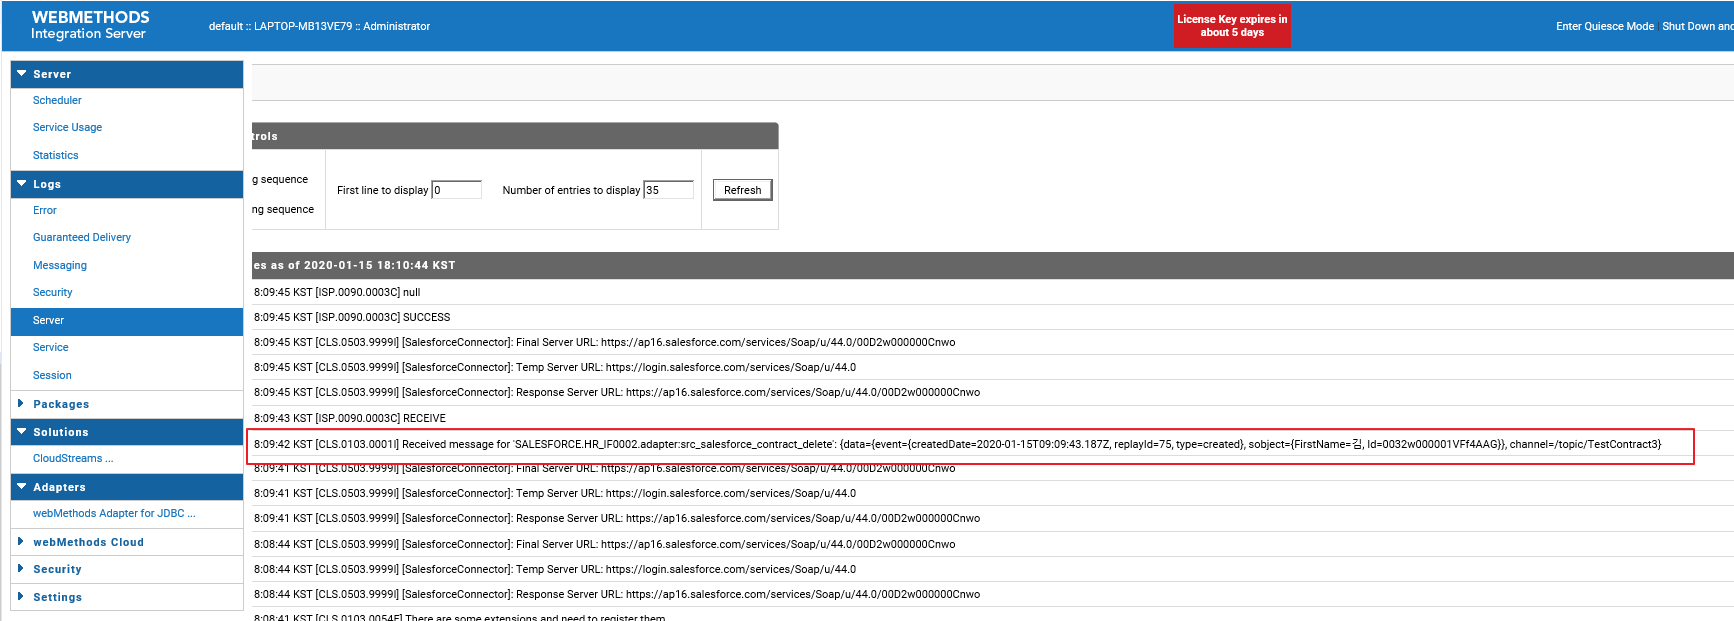 WEBMETHODS
Integration Server
default :: LAPTOP-MB13VE79 :: Administrator
License Key expires in
about 5 days
Enter Quiesce Mode | Shut Down and
Server
Scheduler
Service Usage
Statistics
Logs
Error
Guaranteed Delivery
Messaging
Security
Server
Service
Session
Packages
Solutions
CloudStreams ...
Adapters
webMethods Adapter for JDBC ...
webMethods Cloud
Security
Settings
trols
g sequence
ng sequence
First line to display 0
Number of entries to display 35
Refresh
es as of 2020-01-15 18:10:44 KST
8:09:45 KST [ISP.0090.0003C] null
8:09:45 KST [ISP.0090.0003C] SUCCESS
8:09:45 KST [CLS.0503.9999I] [SalesforceConnector]: Final Server URL: https://ap16.salesforce.com/services/Soap/u/44.0/00D2w000000Cnwo
8:09:45 KST [CLS.0503.9999I] [SalesforceConnector]: Temp Server URL: https://login.salesforce.com/services/Soap/u/44.0
8:09:45 KST [CLS.0503.9999I] [SalesforceConnector]: Response Server URL: https://ap16.salesforce.com/services/Soap/u/44.0/00D2w000000Cnwo
8:09:43 KST [ISP.0090.0003C] RECEIVE
8:09:42 KST [CLS.0103.0001I] Received message for 'SALESFORCE.HR_IF0002.adapter:src_salesforce_contract_delete': {data={event={createdDate=2020-01-15T09:09:43.187Z, replayId=75, type=created}, sobject={FirstName=김, Id=0032w000001VFf4AAG}}, channel=/topic/TestContract3}
8:09:41 KST [CLS.0503.9999I] [SalesforceConnector]: Final Server URL: https://ap16.salesforce.com/services/Soap/u/44.0/00D2w000000Cnwo
8:09:41 KST [CLS.0503.9999I] [SalesforceConnector]: Temp Server URL: https://login.salesforce.com/services/Soap/u/44.0
8:09:41 KST [CLS.0503.9999I] [SalesforceConnector]: Response Server URL: https://ap16.salesforce.com/services/Soap/u/44.0/00D2w000000Cnwo
8:08:44 KST [CLS.0503.9999I] [SalesforceConnector]: Final Server URL: https://ap16.salesforce.com/services/Soap/u/44.0/00D2w000000Cnwo
8:08:44 KST [CLS.0503.9999I] [SalesforceConnector]: Temp Server URL: https://login.salesforce.com/services/Soap/u/44.0
8:08:44 KST [CLS.0503.9999I] [SalesforceConnector]: Response Server URL: https://ap16.salesforce.com/services/Soap/u/44.0/00D2w000000Cnwo
8:08:41 KST [CLS.0103.0054E] There are some extensions and need to register them